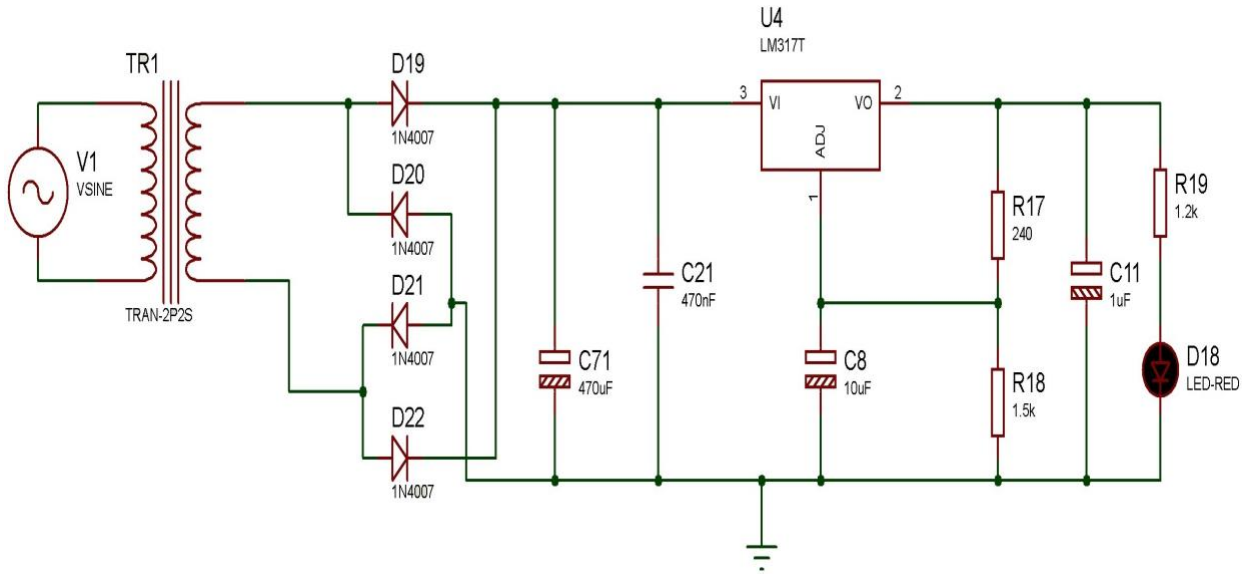 U4
LM317T
TR1
V1
VSINE
TRAN-2P2S
D19
1N4007
D20
1N4007
D21
1N4007
D22
1N4007
C71
470uF
C21
470nF
3
VI
VO
2
ADJ
1
R17
240
C8
10uF
R18
1.5k
C11
1uF
R19
1.2k
D18
LED-RED